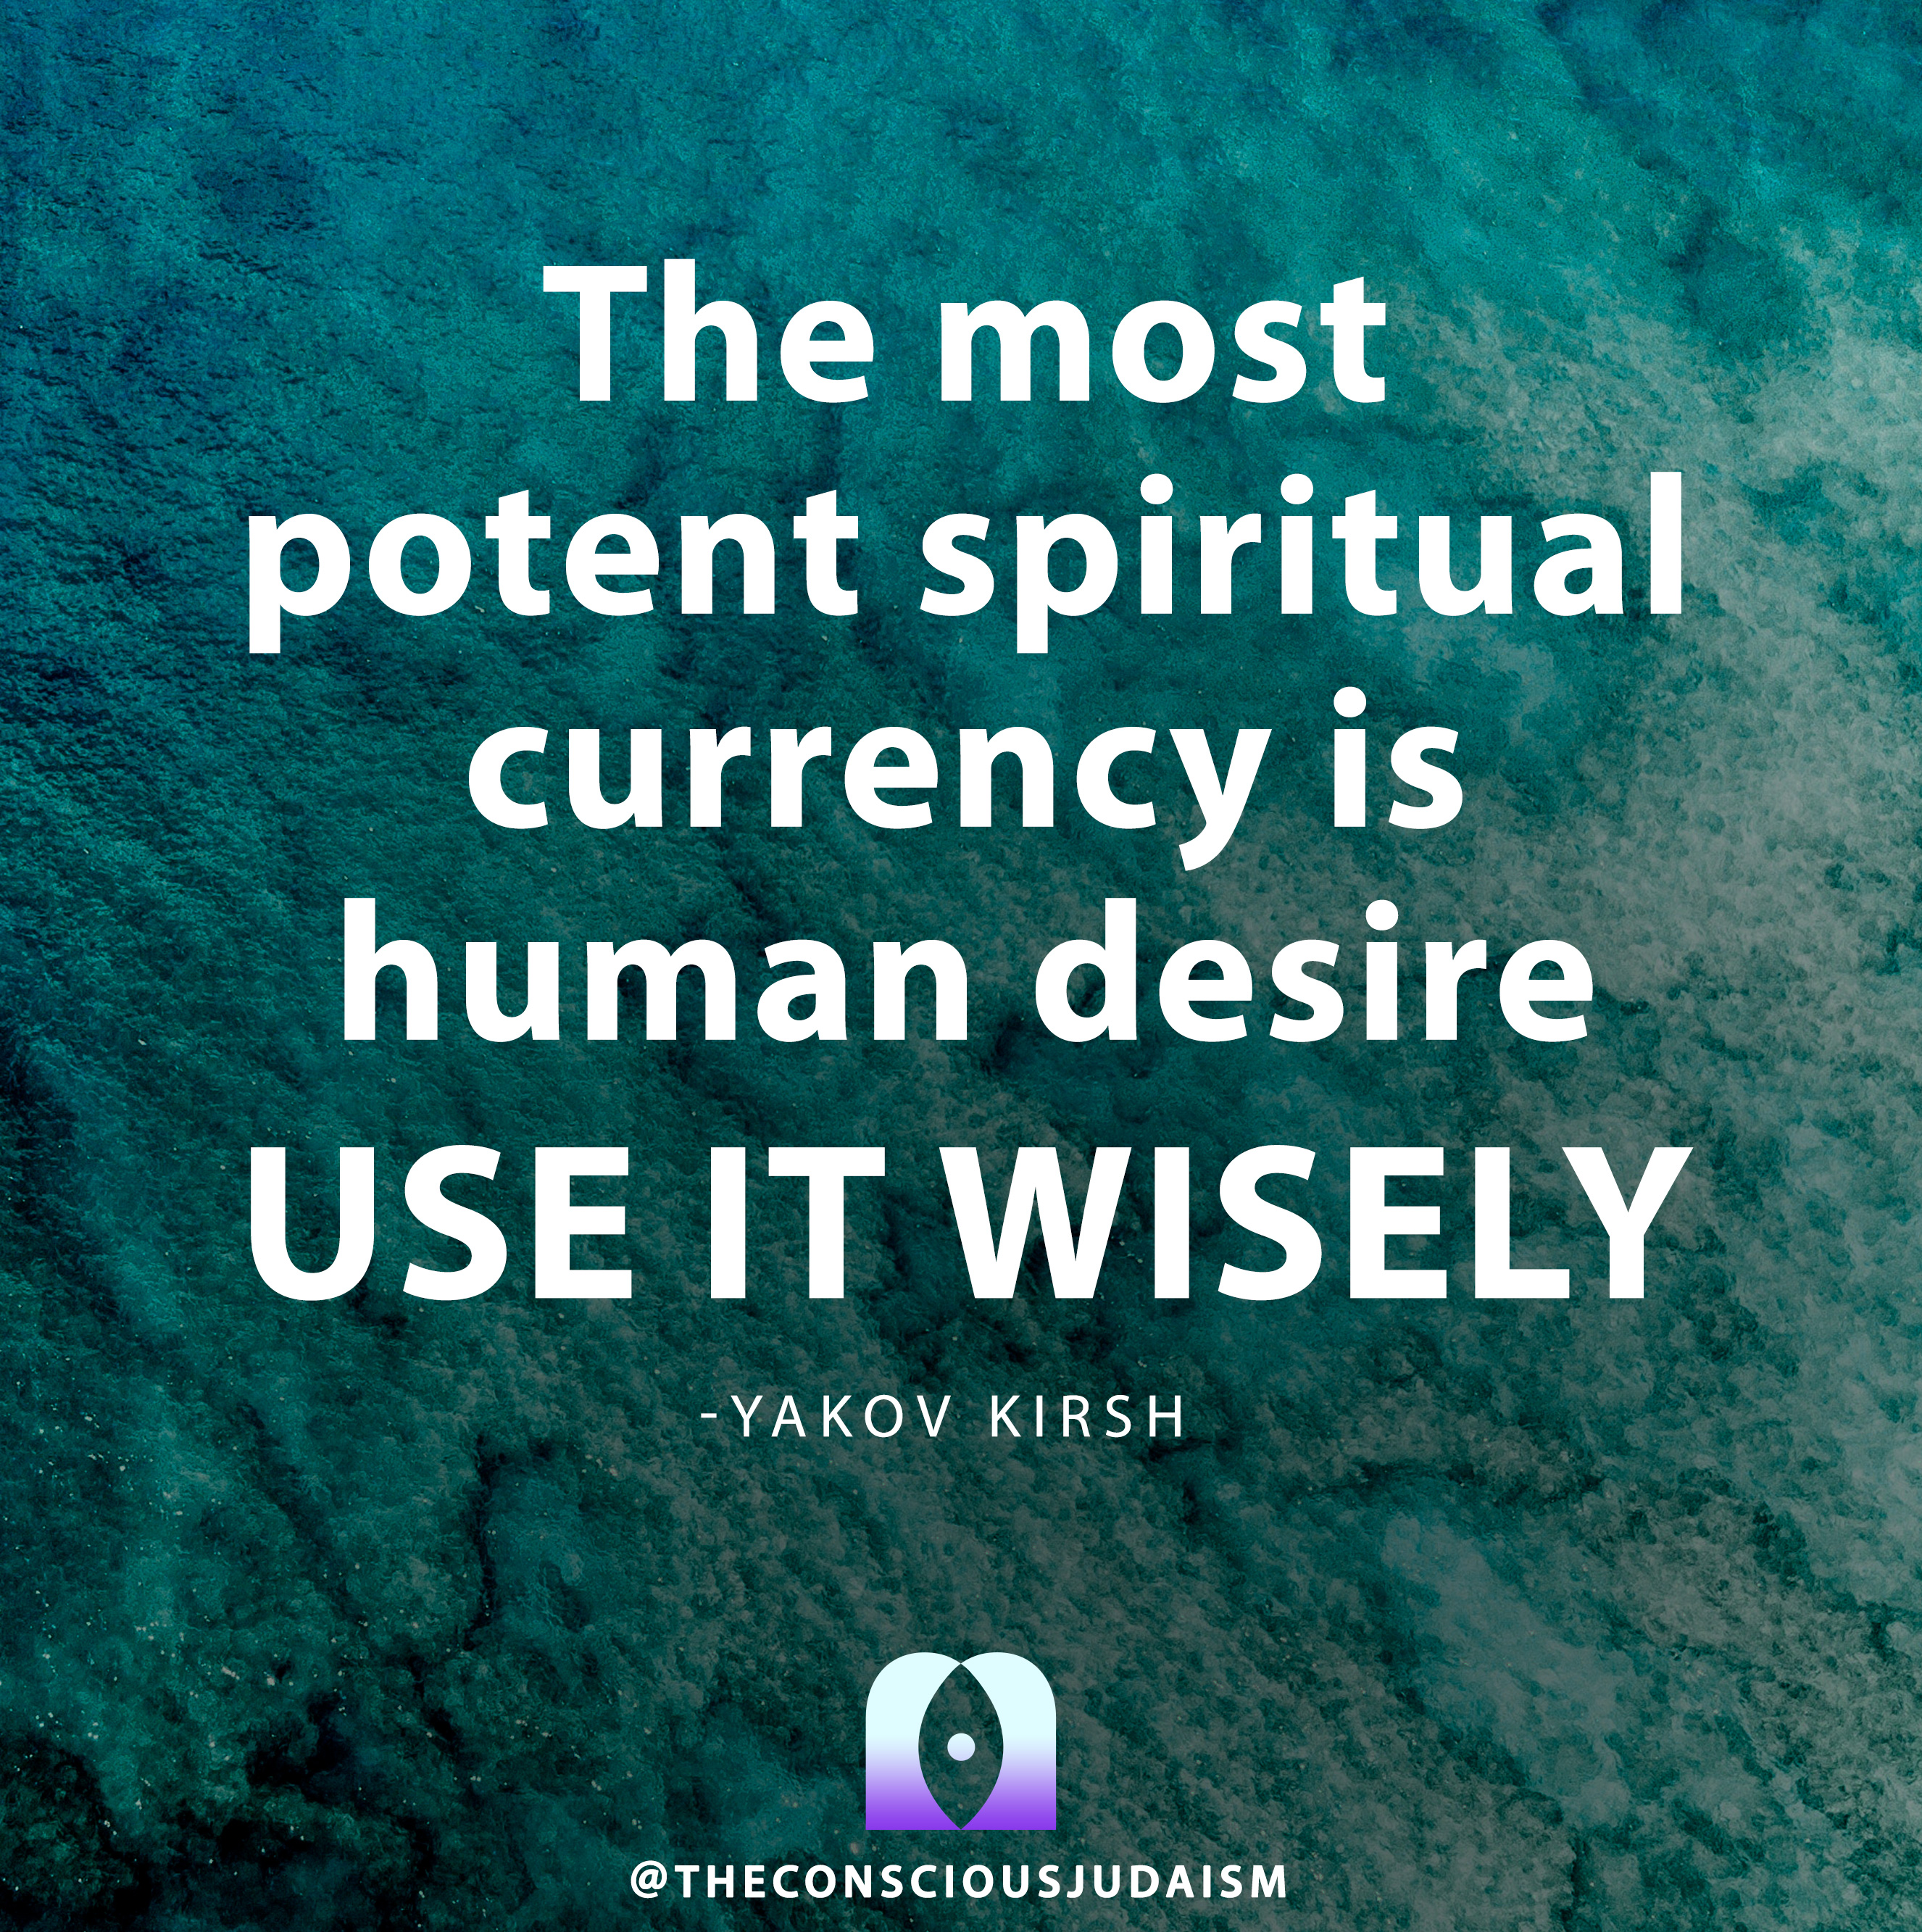 The most
potent spiritual
currency is
human desire
USE IT WISELY
-YAKOV KIRSH
@THECONSCIOUSJUDAISM